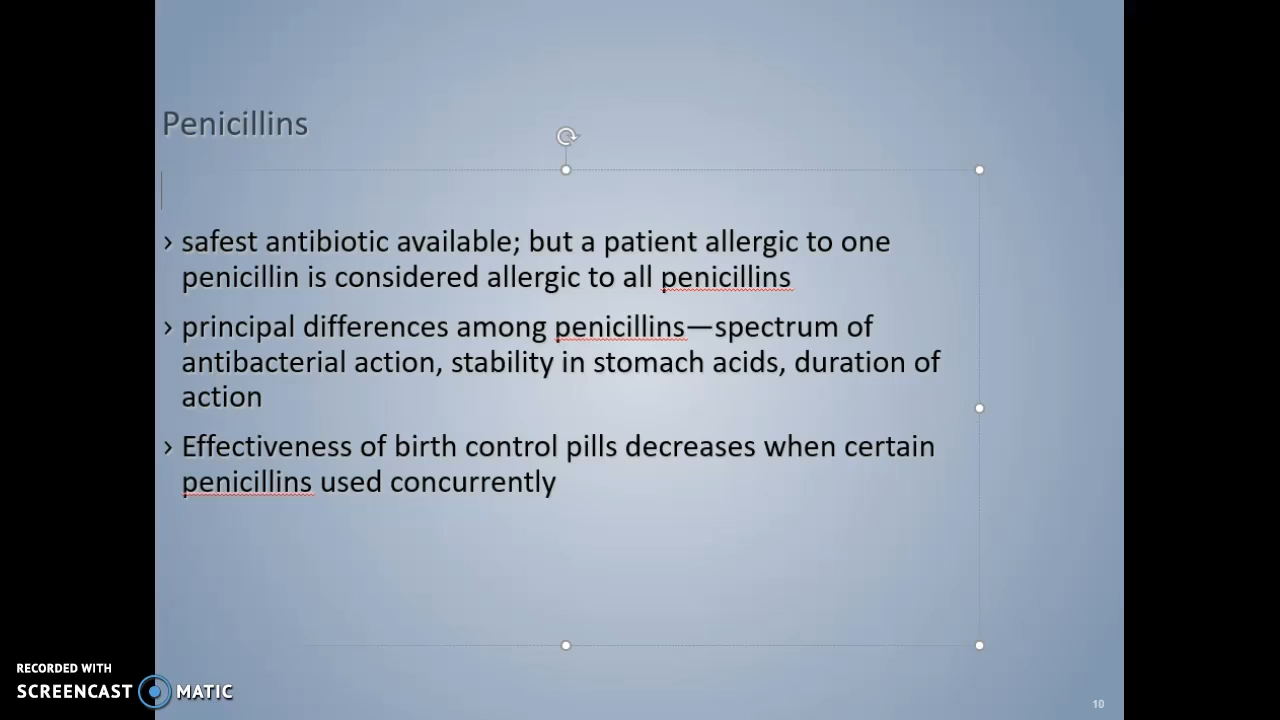 Penicillins
› safest antibiotic available; but a patient allergic to one
penicillin is considered allergic to all penicillins
› principal differences among penicillins—spectrum of
antibacterial action, stability in stomach acids, duration of
action
› Effectiveness of birth control pills decreases when certain
penicillins used concurrently
RECORDED WITH
SCREENCAST MATIC
10